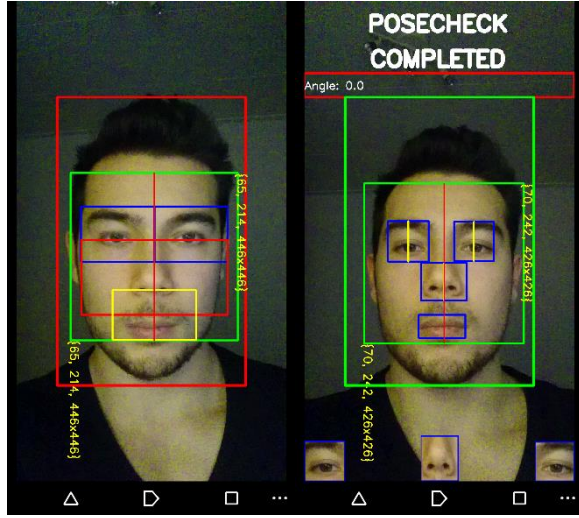 {65, 214, 446x446}
{65, 214, 446x446}
POSECHECK
COMPLETED
Angle: 0.0
{70, 242, 426x426}
{70, 242, 426x426}